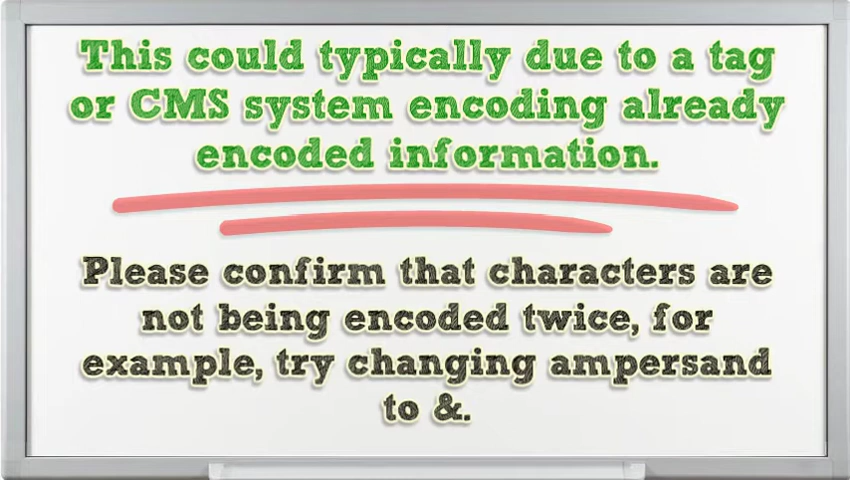 This could typically due to a tag
or CMS system encoding already
encoded information.
Please confirm that characters are
not being encoded twice, for
example, try changing ampersand
to &.